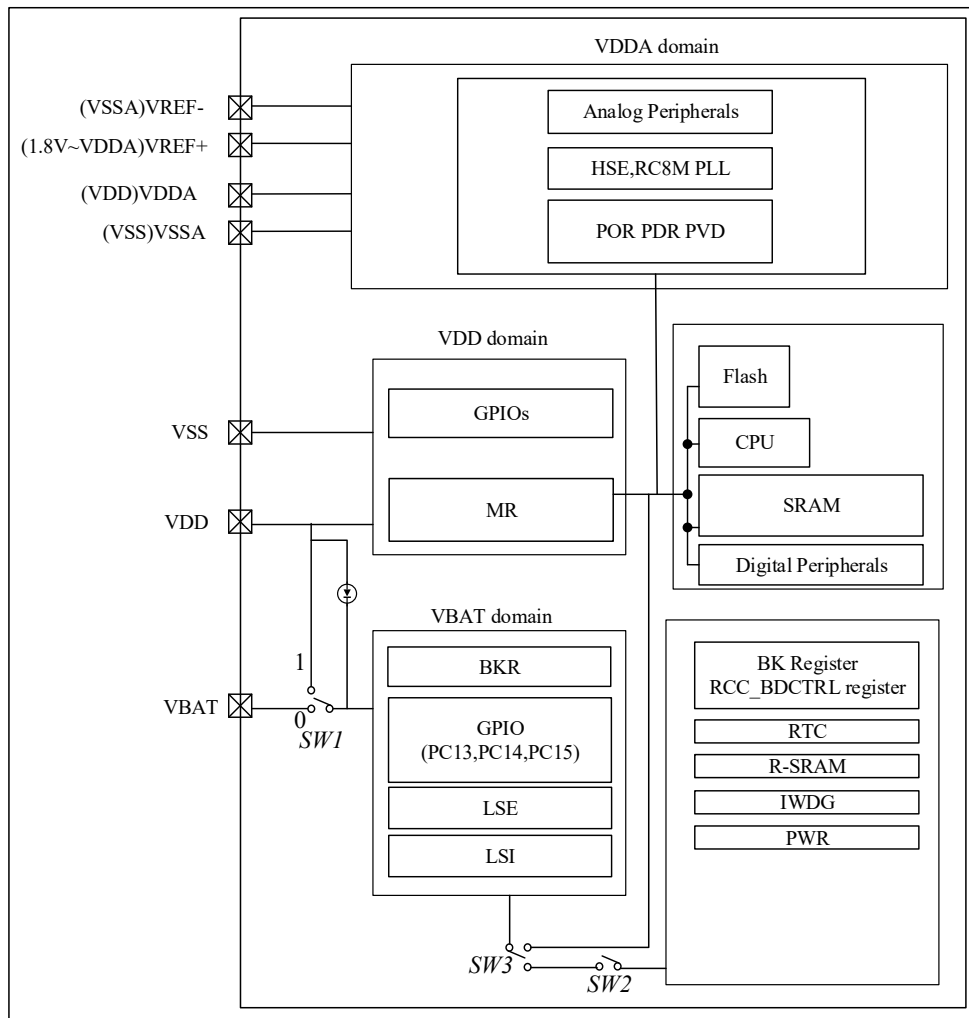 VDDA domain
(VSSA)VREF-
(1.8V~VDDA)VREF+
(VDD)VDDA
(VSS)VSSA
Analog Peripherals
HSE,RC8M PLL
POR PDR PVD
VDD domain
GPIOs
MR
VSS
VDD
Flash
CPU
SRAM
Digital Peripherals
VBAT domain
BKR
GPIO
(PC13,PC14,PC15)
LSE
LSI
1
VBAT
0
SW1
BK Register
RCC_BDCTRL register
RTC
R-SRAM
IWDG
PWR
SW3
SW2